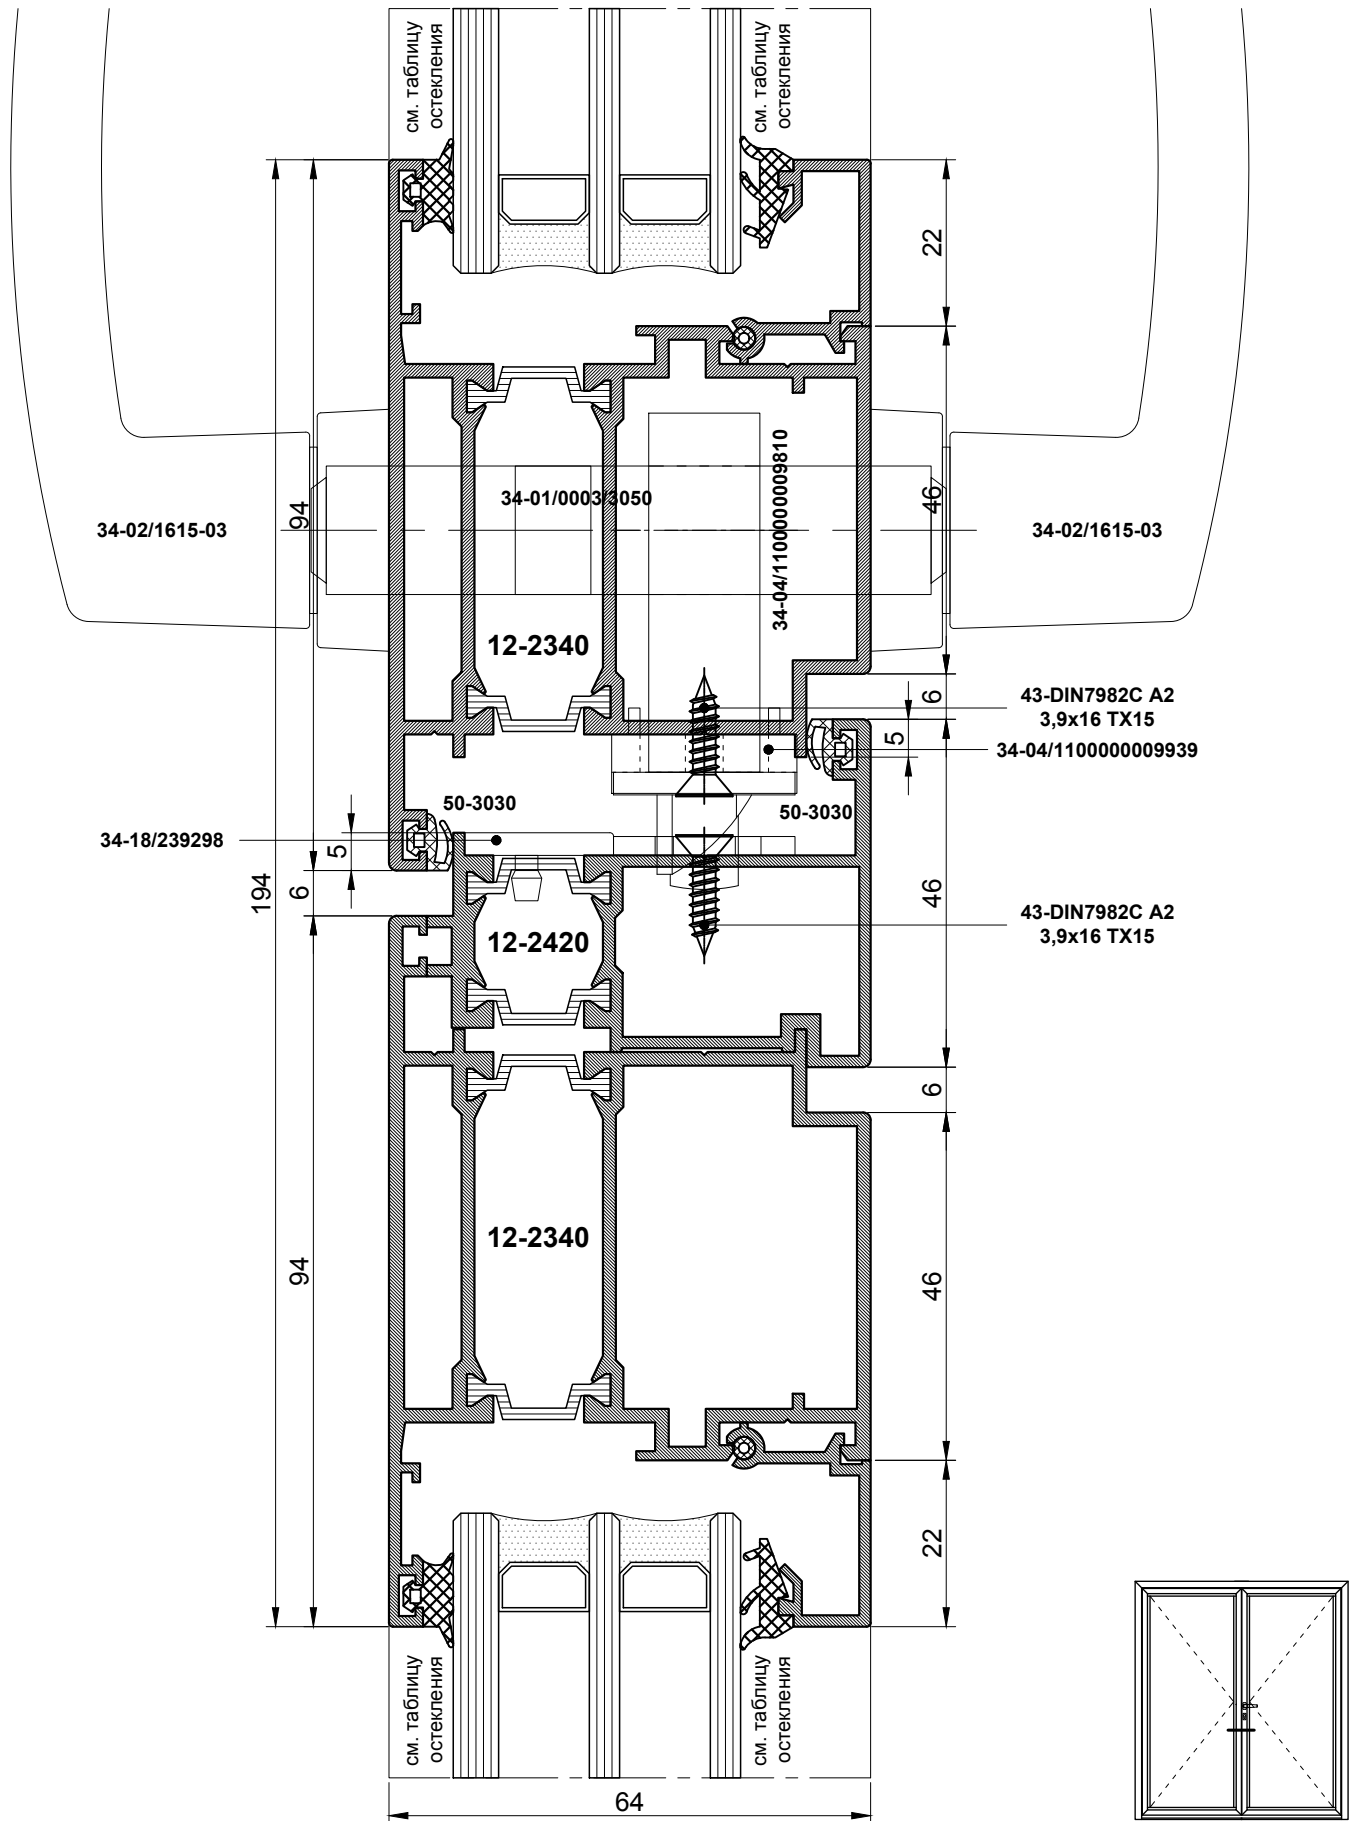 см. таблицу
остекления
см. таблицу
остекления
22
34-04/1100000009810
34-01/0003/3050
94
46
34-02/1615-03
34-02/1615-03
12-2340
6
43-DIN7982C A2
3,9x16 TX15
5
34-04/1100000009939
50-3030
50-3030
34-18/239298
5
194
6
46
43-DIN7982C A2
3,9x16 TX15
12-2420
6
12-2340
94
46
22
см. таблицу
остекления
см. таблицу
остекления
64